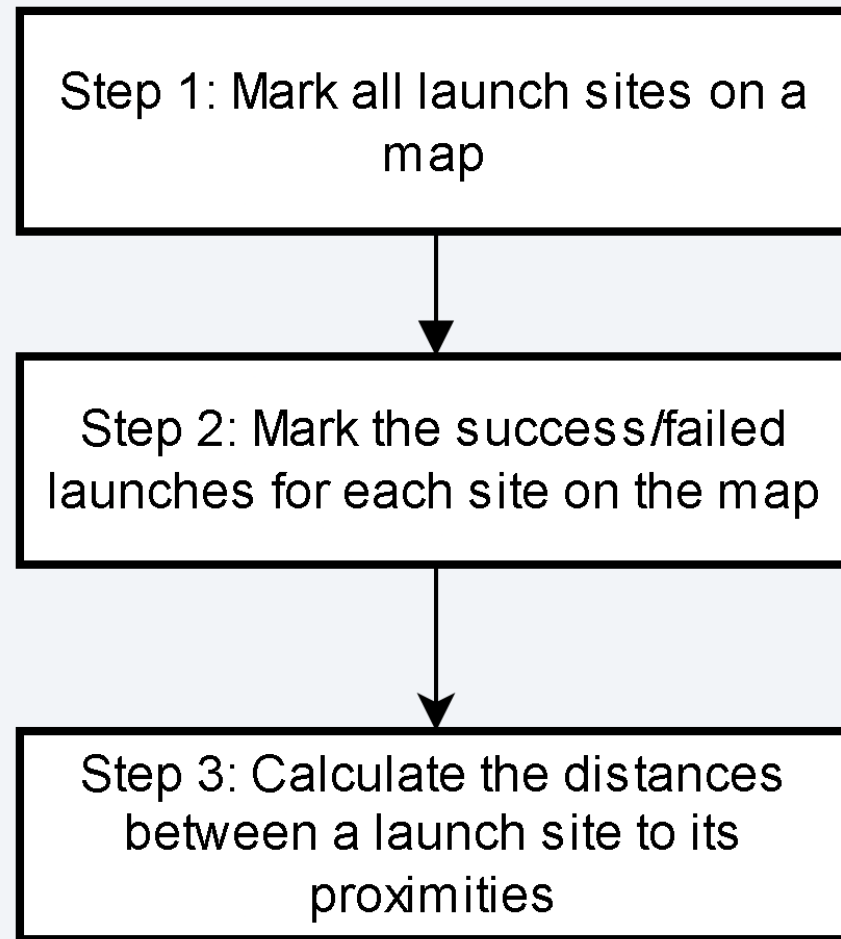 Step 1: Mark all launch sites on a
map
Step 2: Mark the success/failed
launches for each site on the map
Step 3: Calculate the distances
between a launch site to its
proximities